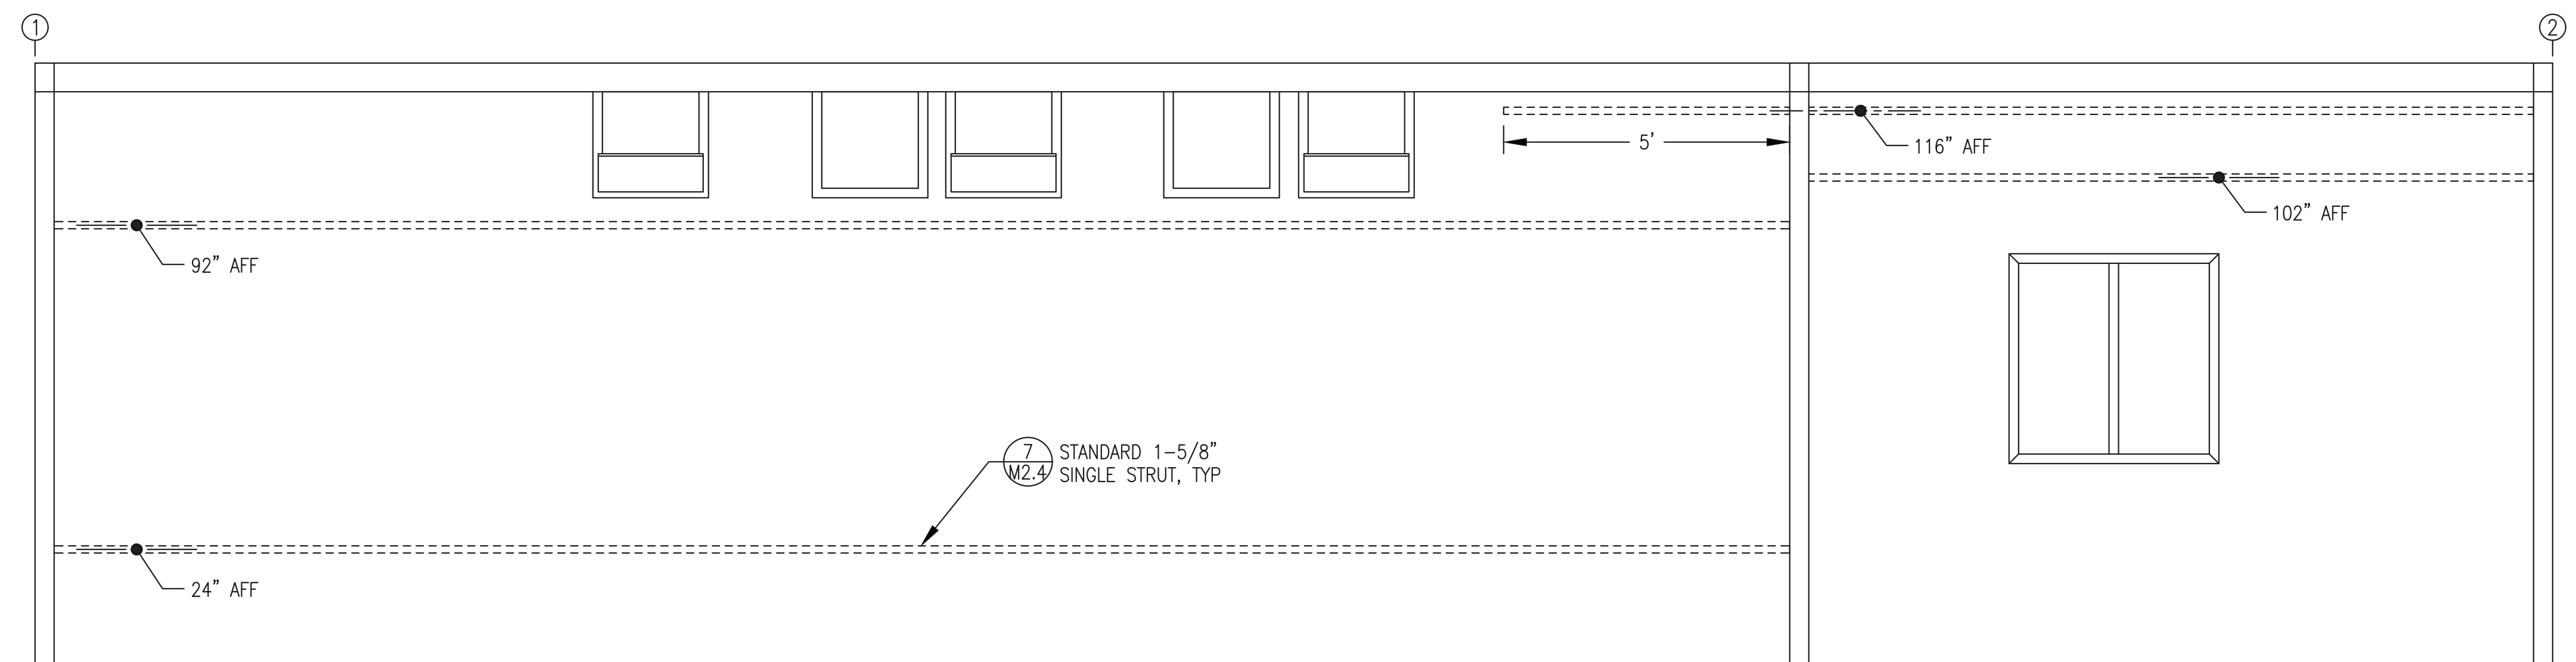 1
2
5'
116" AFF
102" AFF
92" AFF
7
M2.4
STANDARD 1-5/8"
SINGLE STRUT, TYP
24" AFF